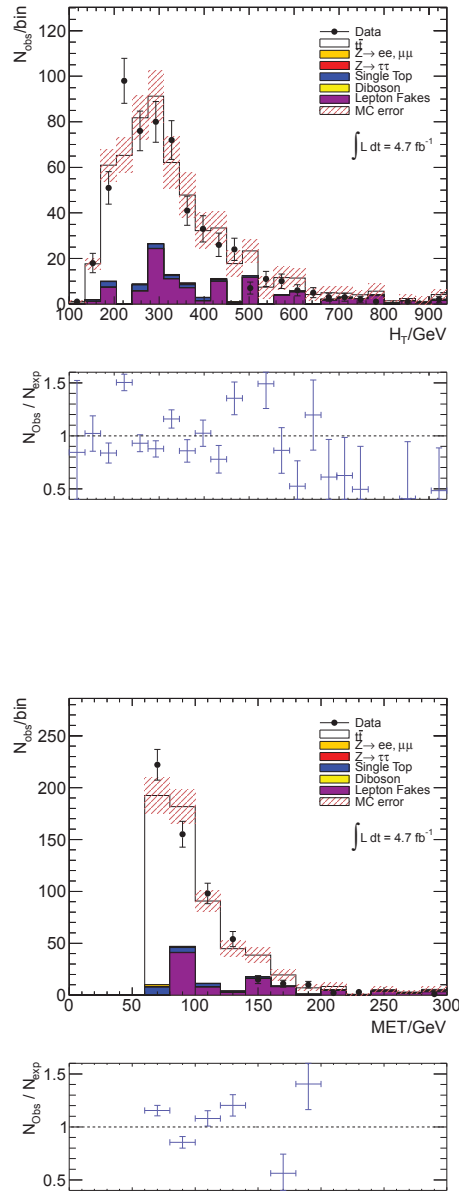 N_obs/bin
120
100
80
60
40
20
0
Data
tt̄
Z→ ee, μμ
Z→ ττ
Single Top
Diboson
Lepton Fakes
MC error
∫ L dt = 4.7 fb⁻¹
100 200 300 400 500 600 700 800 900
H_T/GeV
N_Obs / N_exp
1.5
1
0.5
N_obs/bin
250
200
150
100
50
0
Data
tt̄
Z→ ee, μμ
Z→ ττ
Single Top
Diboson
Lepton Fakes
MC error
∫ L dt = 4.7 fb⁻¹
0 50 100 150 200 250 300
MET/GeV
N_Obs / N_exp
1.5
1
0.5